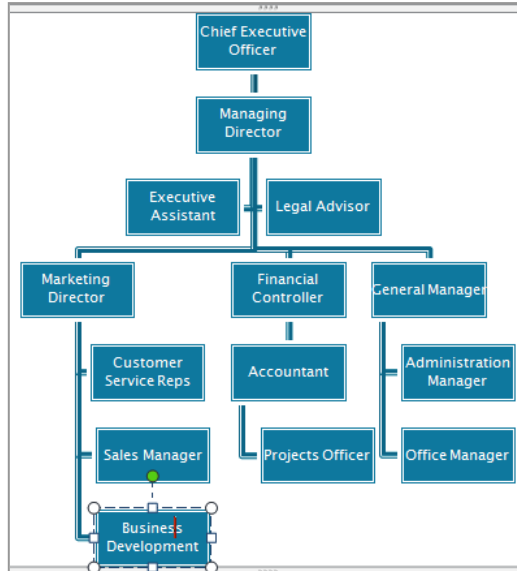 Chief Executive
Officer
Managing
Director
Executive
Assistant
Legal Advisor
Marketing
Director
Financial
Controller
General Manager
Customer
Service Reps
Accountant
Administration
Manager
Sales Manager
Projects Officer
Office Manager
Business
Development